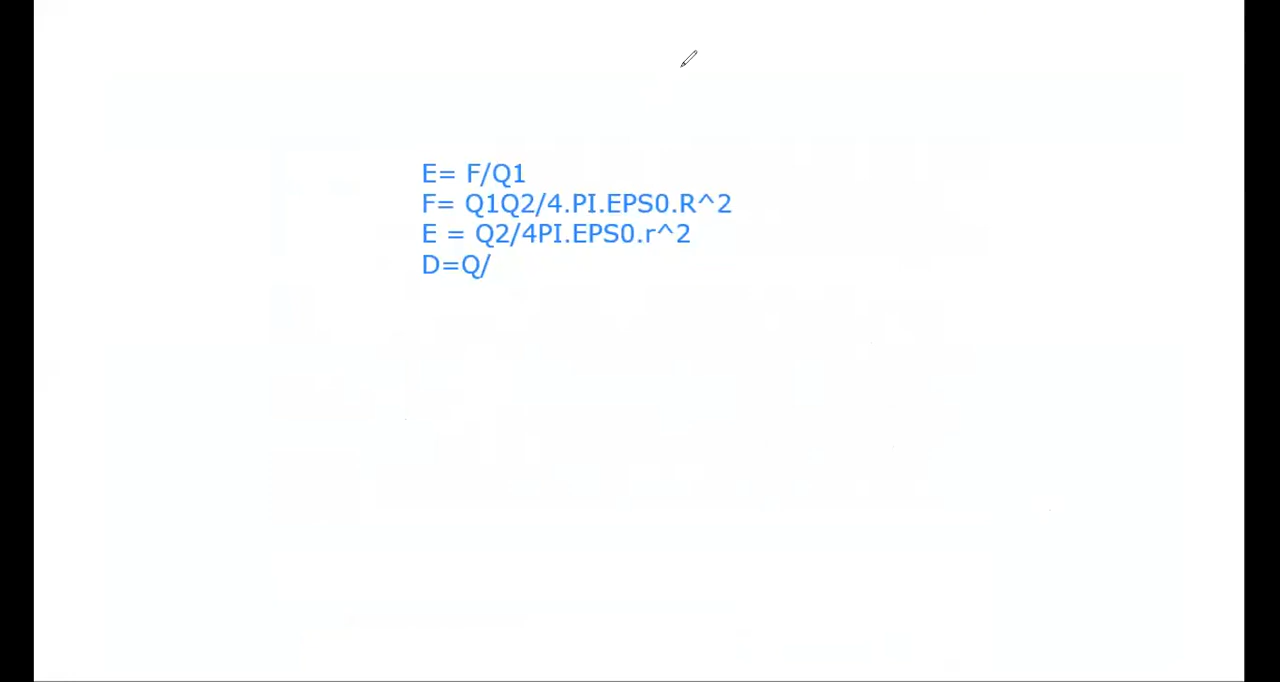 E= F/Q1
F= Q1Q2/4.PI.EPS0.R^2
E = Q2/4PI.EPS0.r^2
D=Q/